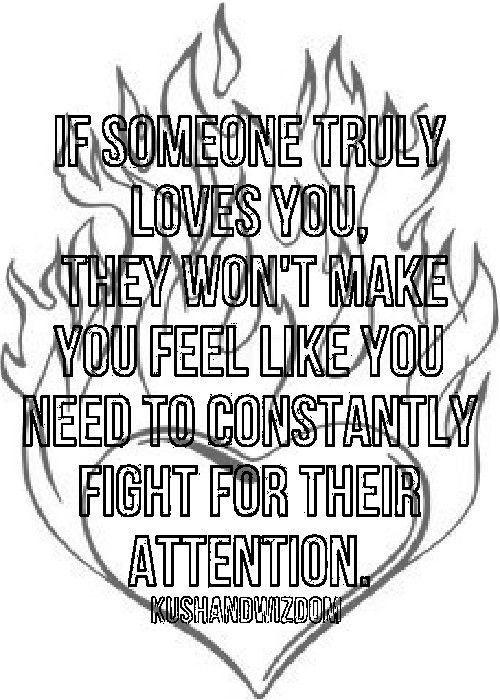 IF SOMEONE TRULY
LOVES YOU,
THEY WON'T MAKE
YOU FEEL LIKE YOU
NEED TO CONSTANTLY
FIGHT FOR THEIR
ATTENTION.
KUSHANDWIZDOM